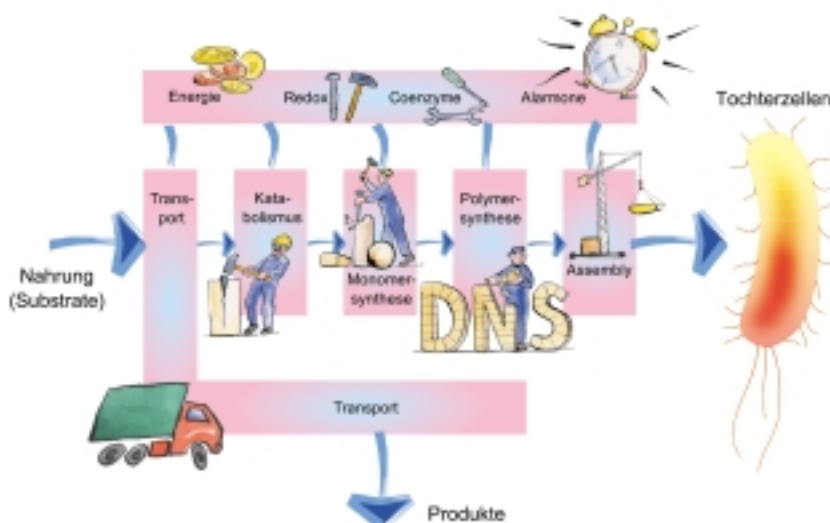 Energie
Redox
Coenzyme
Alarmone
Tochterzellen
Trans-
port
Kata-
bolismus
Monomer-
synthese
Polymer-
synthese
Assembly
Nahrung
(Substrate)
DNS
Transport
Produkte